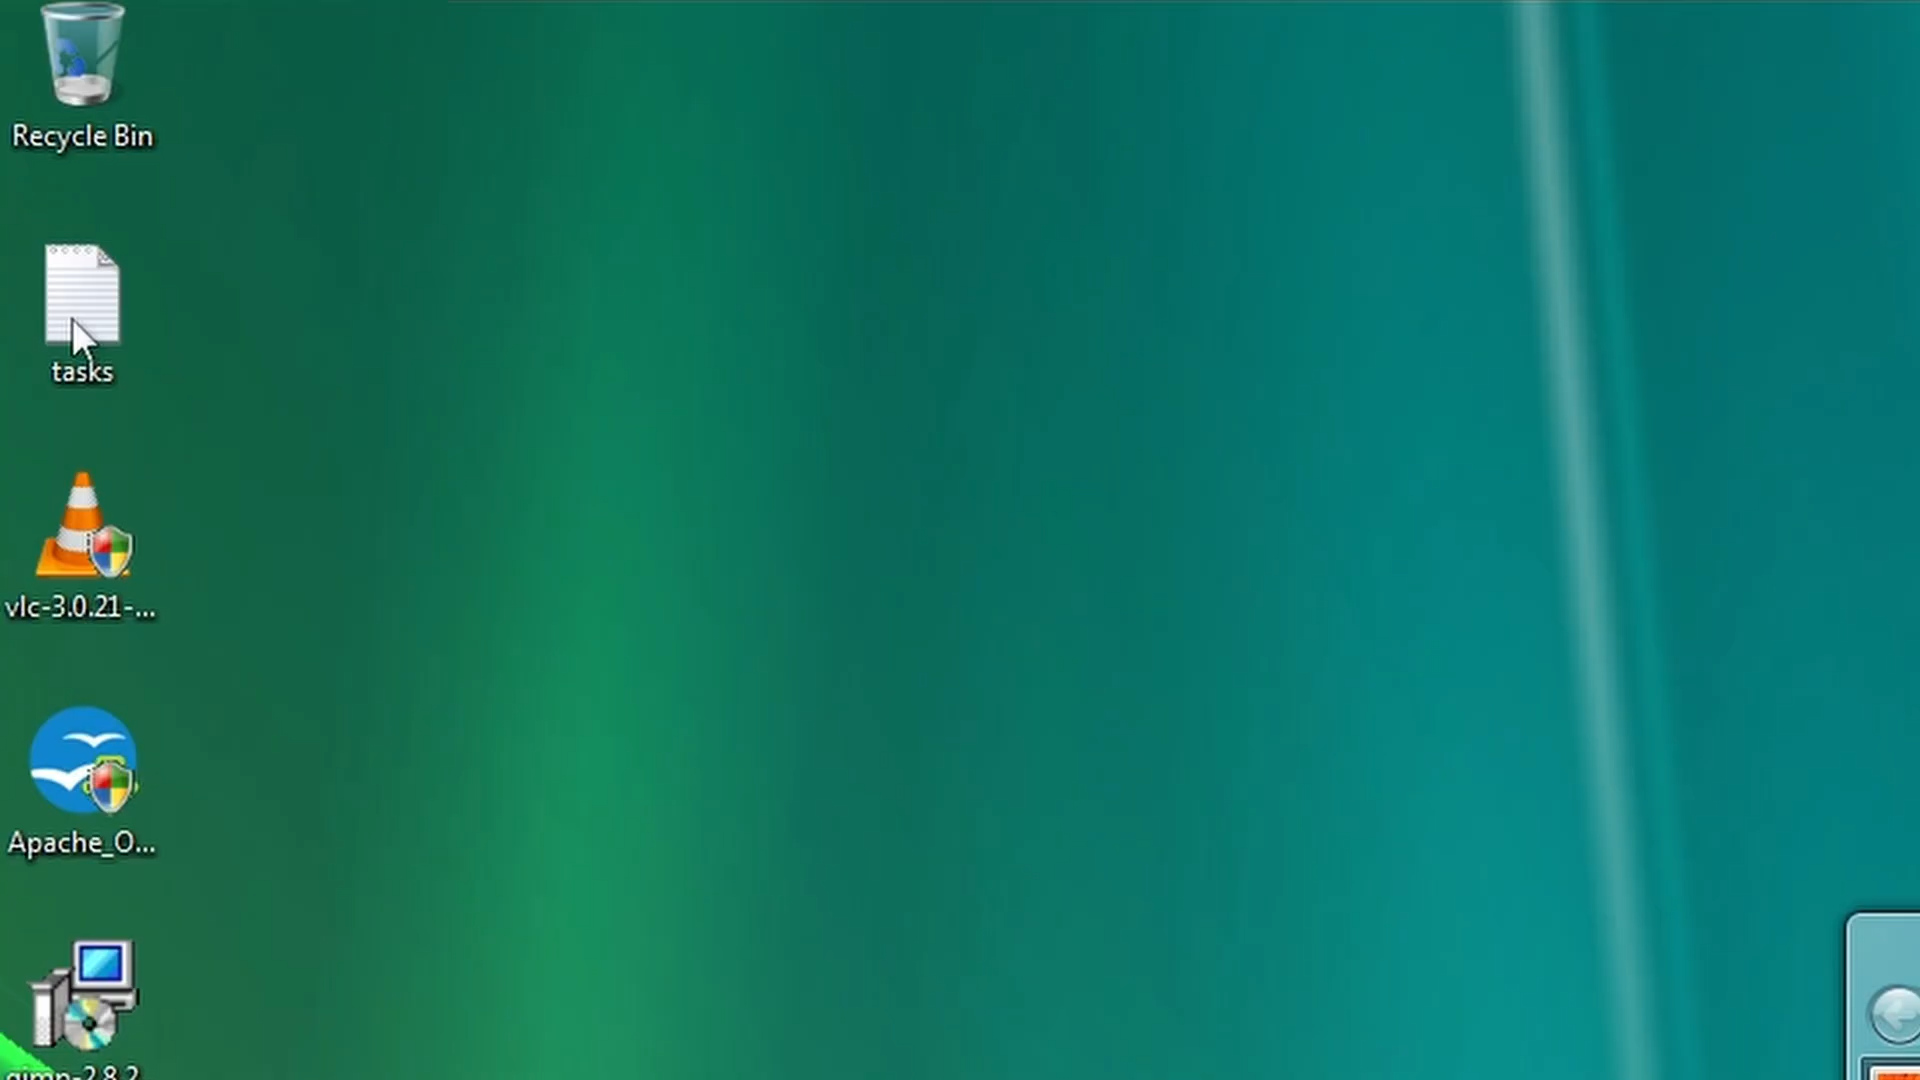 Recycle Bin
tasks
vlc-3.0.21-...
Apache_O...
gimp-2.8.2